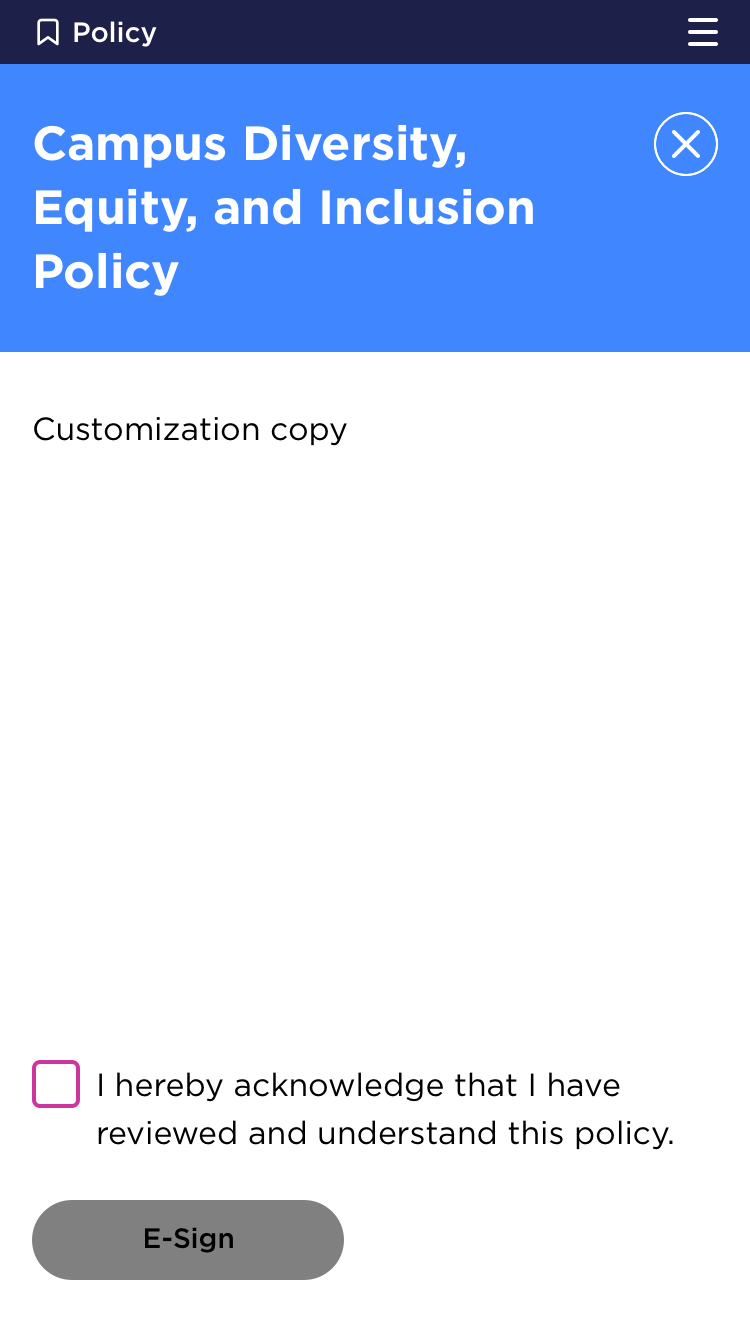 Policy
Campus Diversity,
Equity, and Inclusion
Policy
Customization copy
I hereby acknowledge that I have
reviewed and understand this policy.
E-Sign